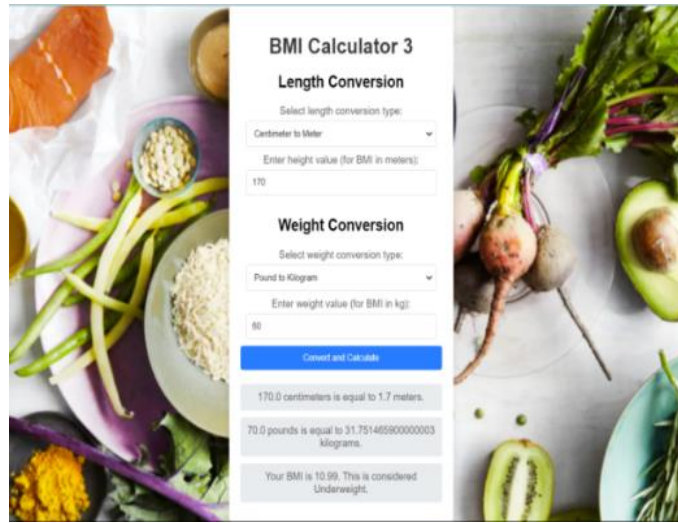 BMI Calculator 3
Length Conversion
Select length conversion type:
Centimeter to Meter
Enter height value (for BMI in meters):
170
Weight Conversion
Select weight conversion type:
Pound to Kilogram
Enter weight value (for BMI in kg):
60
Convert and Calculate
170.0 centimeters is equal to 1.7 meters.
70.0 pounds is equal to 31.751465900000003
kilograms.
Your BMI is 10.99. This is considered
Underweight.